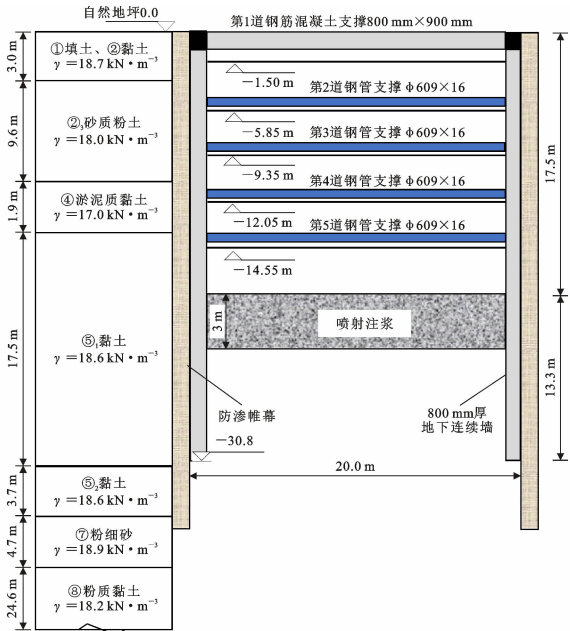 自然地坪0.0
第1道钢筋混凝土支撑800 mm×900 mm
3.0 m
①填土、②黏土
γ＝18.7 kN·m⁻³
－1.50 m
第2道钢管支撑 φ609×16
9.6 m
②₃砂质粉土
γ＝18.0 kN·m⁻³
－5.85 m
第3道钢管支撑 φ609×16
17.5 m
－9.35 m
第4道钢管支撑 φ609×16
1.9 m
④淤泥质黏土
γ＝17.0 kN·m⁻³
－12.05 m
第5道钢管支撑 φ609×16
－14.55 m
17.5 m
⑤₁黏土
γ＝18.6 kN·m⁻³
3 m
喷射注浆
13.3 m
防渗帷幕
800 mm厚
地下连续墙
－30.8
20.0 m
3.7 m
⑤₂黏土
γ＝18.6 kN·m⁻³
4.7 m
⑦粉细砂
γ＝18.9 kN·m⁻³
24.6 m
⑧粉质黏土
γ＝18.2 kN·m⁻³